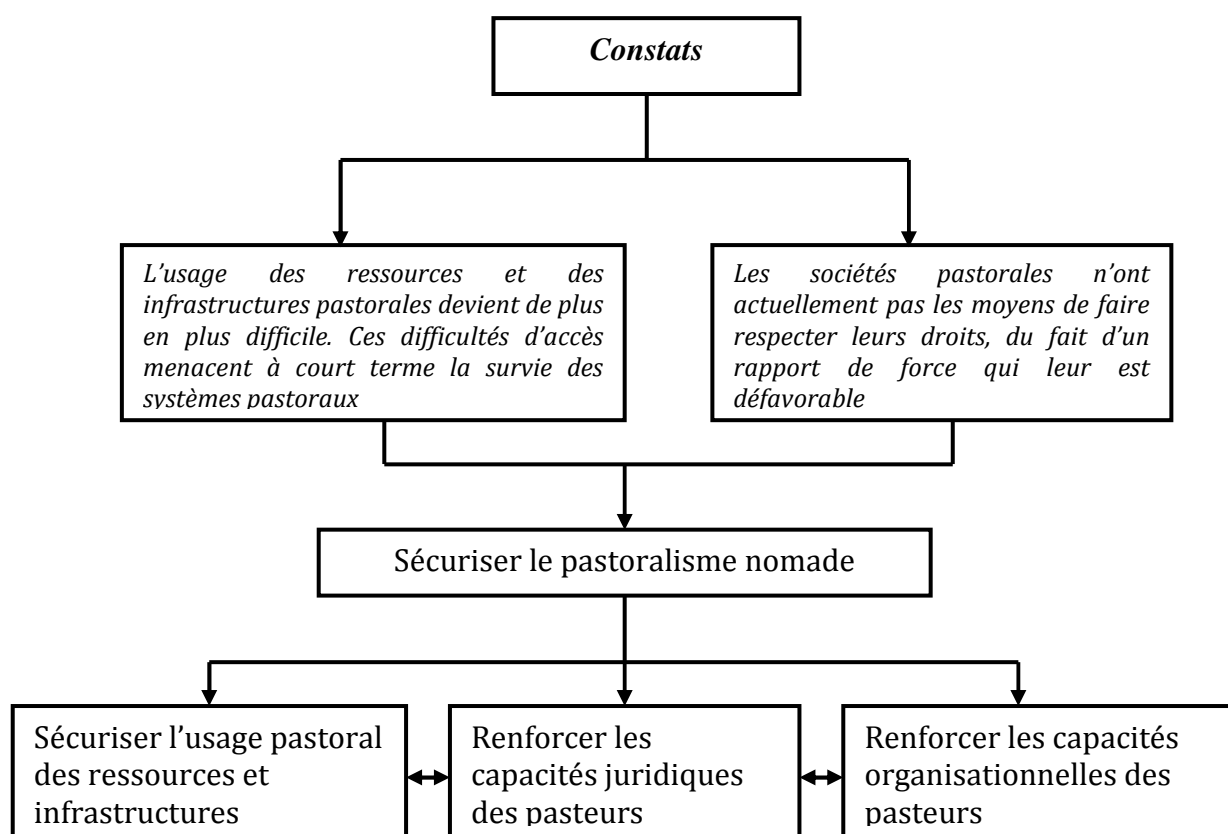 Constats
L’usage des ressources et des
infrastructures pastorales devient de plus
en plus difficile. Ces difficultés d’accès
menacent à court terme la survie des
systèmes pastoraux
Les sociétés pastorales n’ont
actuellement pas les moyens de faire
respecter leurs droits, du fait d’un
rapport de force qui leur est
défavorable
Sécuriser le pastoralisme nomade
Sécuriser l’usage pastoral
des ressources et
infrastructures
Renforcer les
capacités juridiques
des pasteurs
Renforcer les capacités
organisationnelles des
pasteurs